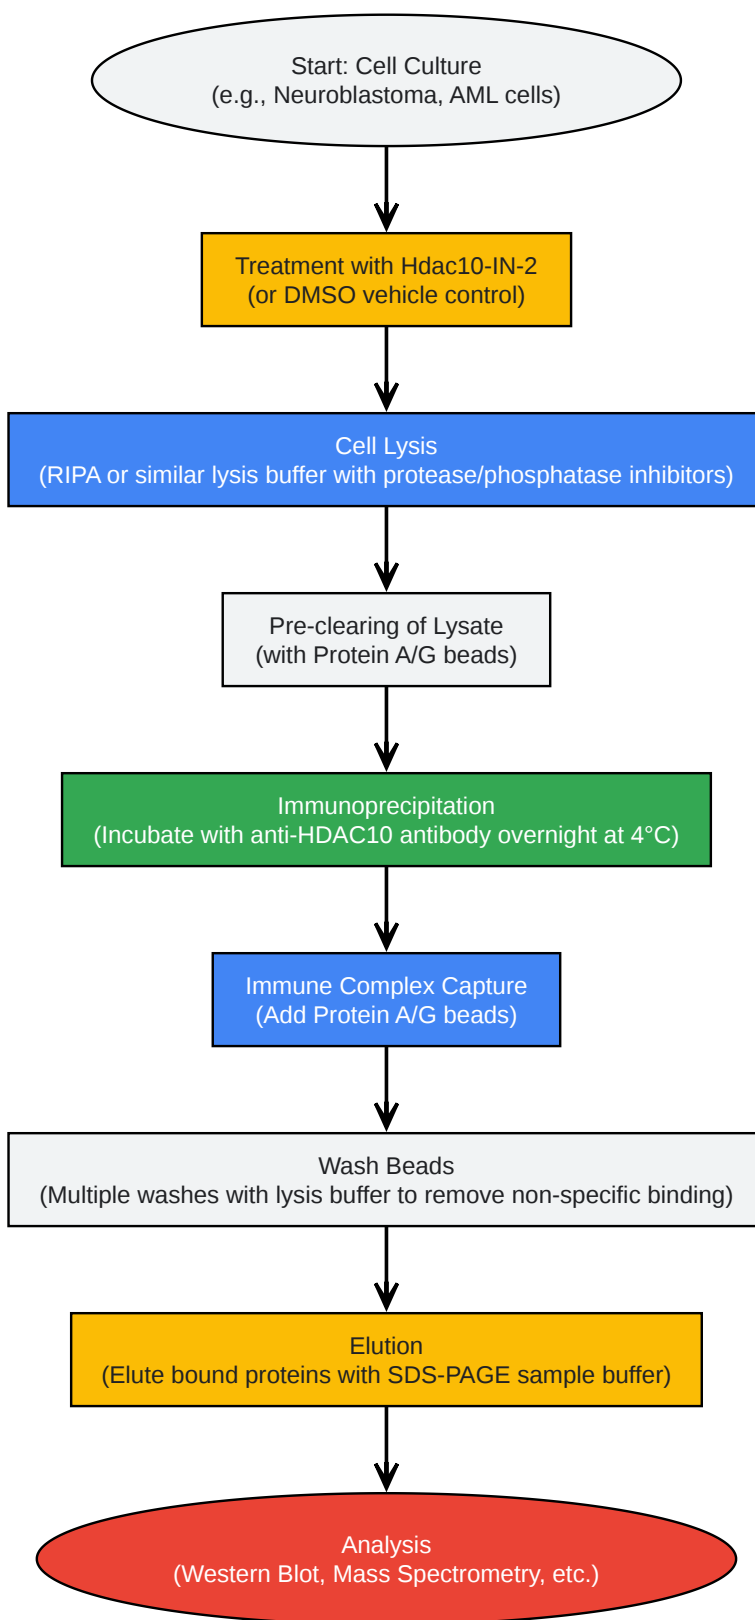 Start: Cell Culture
(e.g., Neuroblastoma, AML cells)
Treatment with Hdac10-IN-2
(or DMSO vehicle control)
Cell Lysis
(RIPA or similar lysis buffer with protease/phosphatase inhibitors)
Pre-clearing of Lysate
(with Protein A/G beads)
Immunoprecipitation
(Incubate with anti-HDAC10 antibody overnight at 4°C)
Immune Complex Capture
(Add Protein A/G beads)
Wash Beads
(Multiple washes with lysis buffer to remove non-specific binding)
Elution
(Elute bound proteins with SDS-PAGE sample buffer)
Analysis
(Western Blot, Mass Spectrometry, etc.)